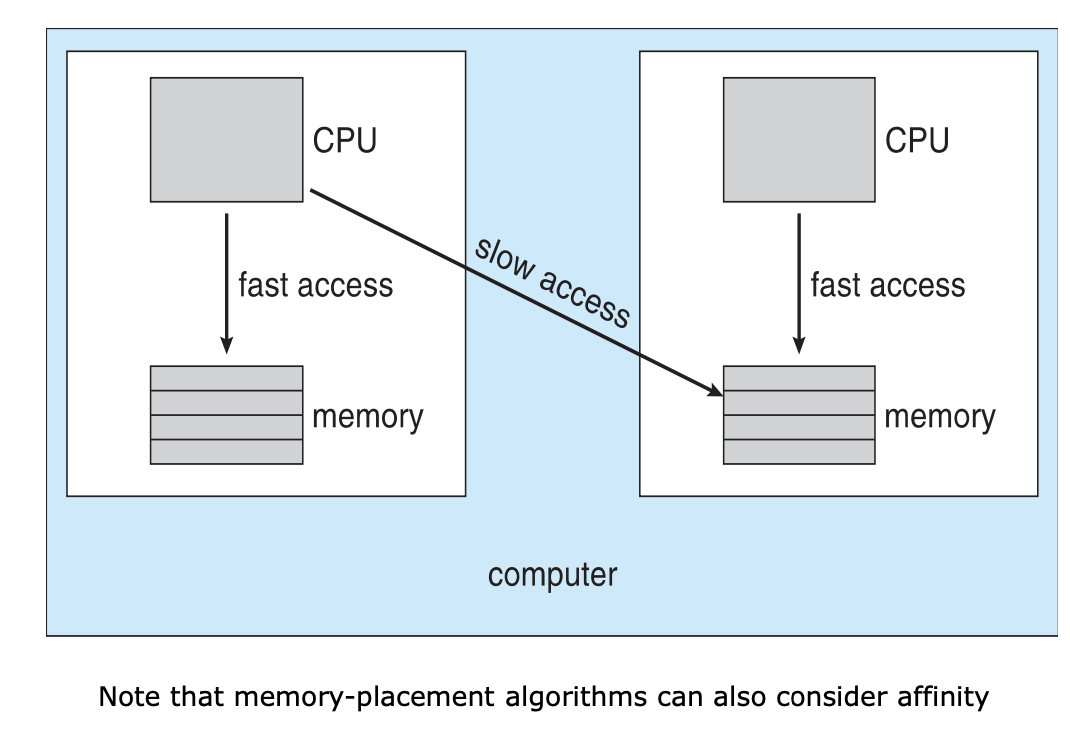 CPU
CPU
slow access
fast access
fast access
memory
memory
computer
Note that memory-placement algorithms can also consider affinity